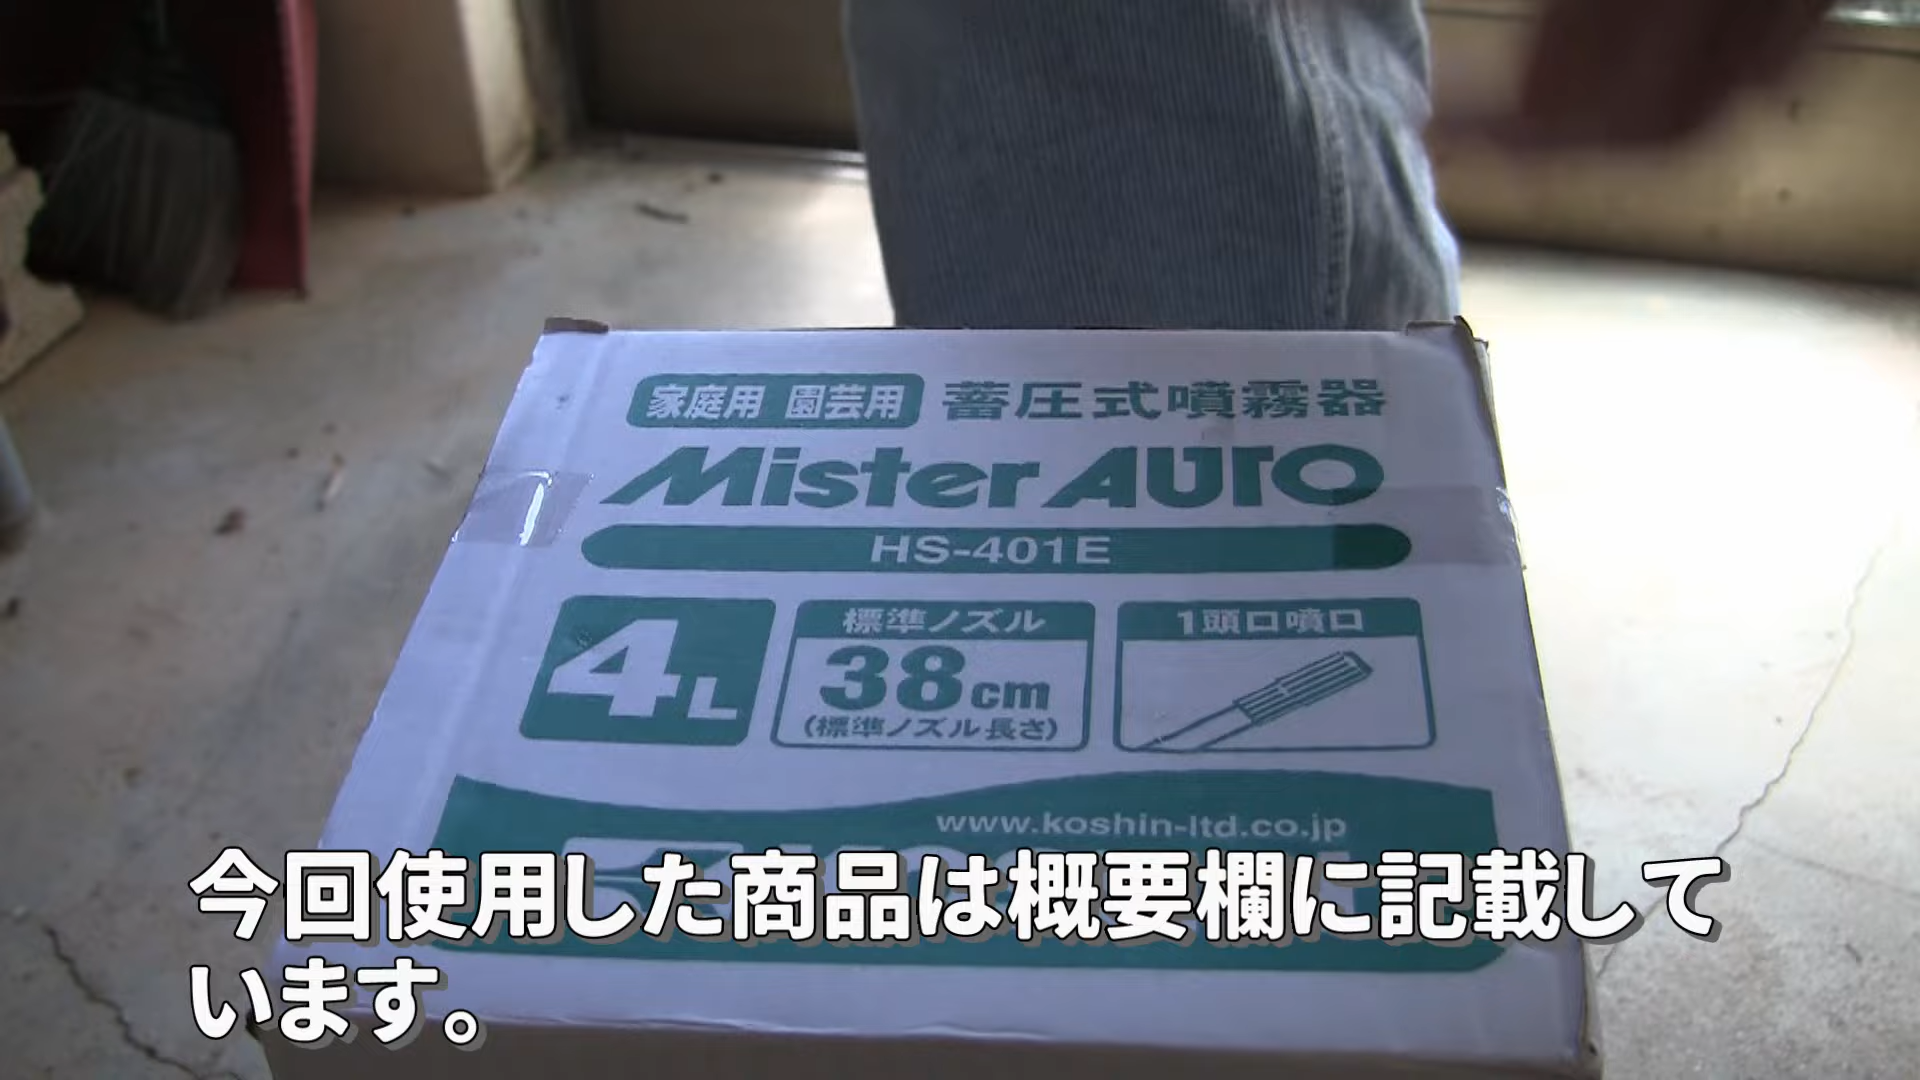 家庭用 園芸用 蓄圧式噴霧器
Mister AUTO
HS-401E
4L
標準ノズル
38cm
(標準ノズル長さ)
1頭口噴口
www.koshin-ltd.co.jp
今回使用した商品は概要欄に記載して
います。